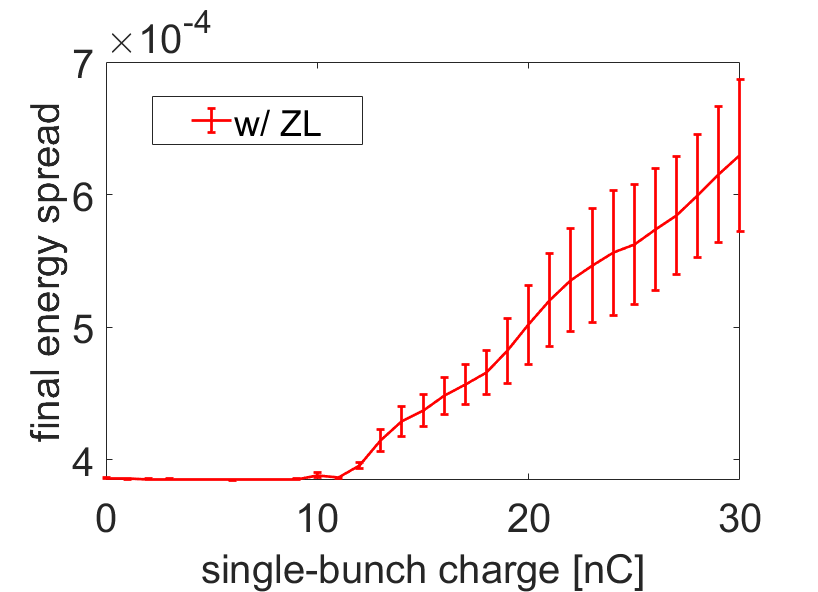 ×10⁻⁴
7
6
5
4
final energy spread
w/ ZL
0 10 20 30
single-bunch charge [nC]